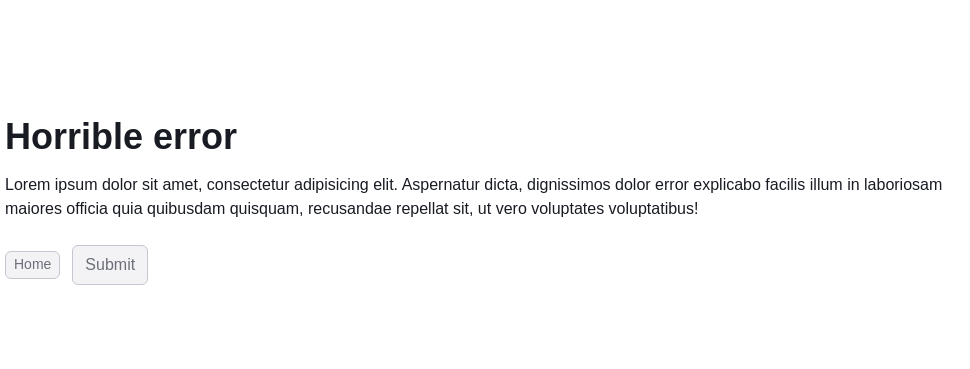 Horrible error
Lorem ipsum dolor sit amet, consectetur adipisicing elit. Aspernatur dicta, dignissimos dolor error explicabo facilis illum in laboriosam
maiores officia quia quibusdam quisquam, recusandae repellat sit, ut vero voluptates voluptatibus!
Home Submit